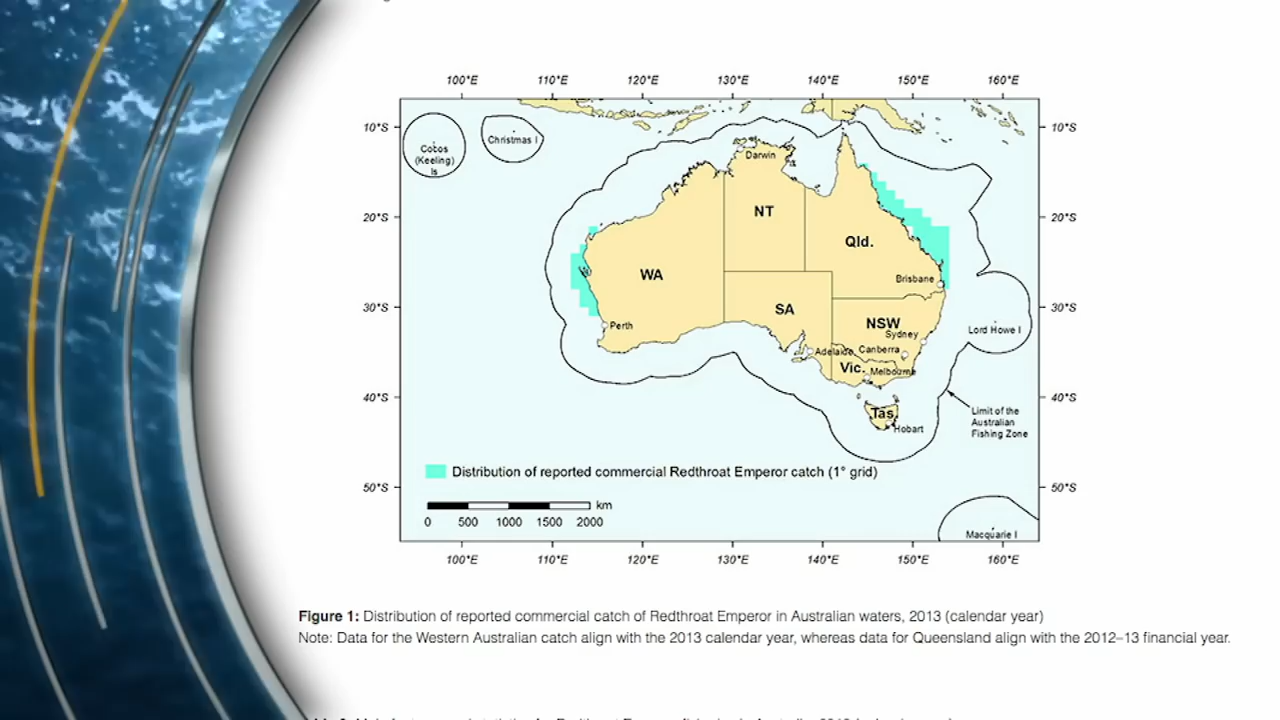 100°E 110°E 120°E 130°E 140°E 150°E 160°E
10°S 10°S
Cocos
(Keeling)
Is
Christmas I
Darwin
20°S 20°S
NT
Qld.
WA
Brisbane
30°S 30°S
SA
NSW
Perth
Sydney
Lord Howe I
Adelaide
Canberra
Vic.
Melbourne
40°S 40°S
Tas.
Hobart
Limit of the
Australian
Fishing Zone
Distribution of reported commercial Redthroat Emperor catch (1° grid)
50°S 50°S
km
0 500 1000 1500 2000
Macquarie I
100°E 110°E 120°E 130°E 140°E 150°E 160°E
Figure 1: Distribution of reported commercial catch of Redthroat Emperor in Australian waters, 2013 (calendar year)
Note: Data for the Western Australian catch align with the 2013 calendar year, whereas data for Queensland align with the 2012–13 financial year.